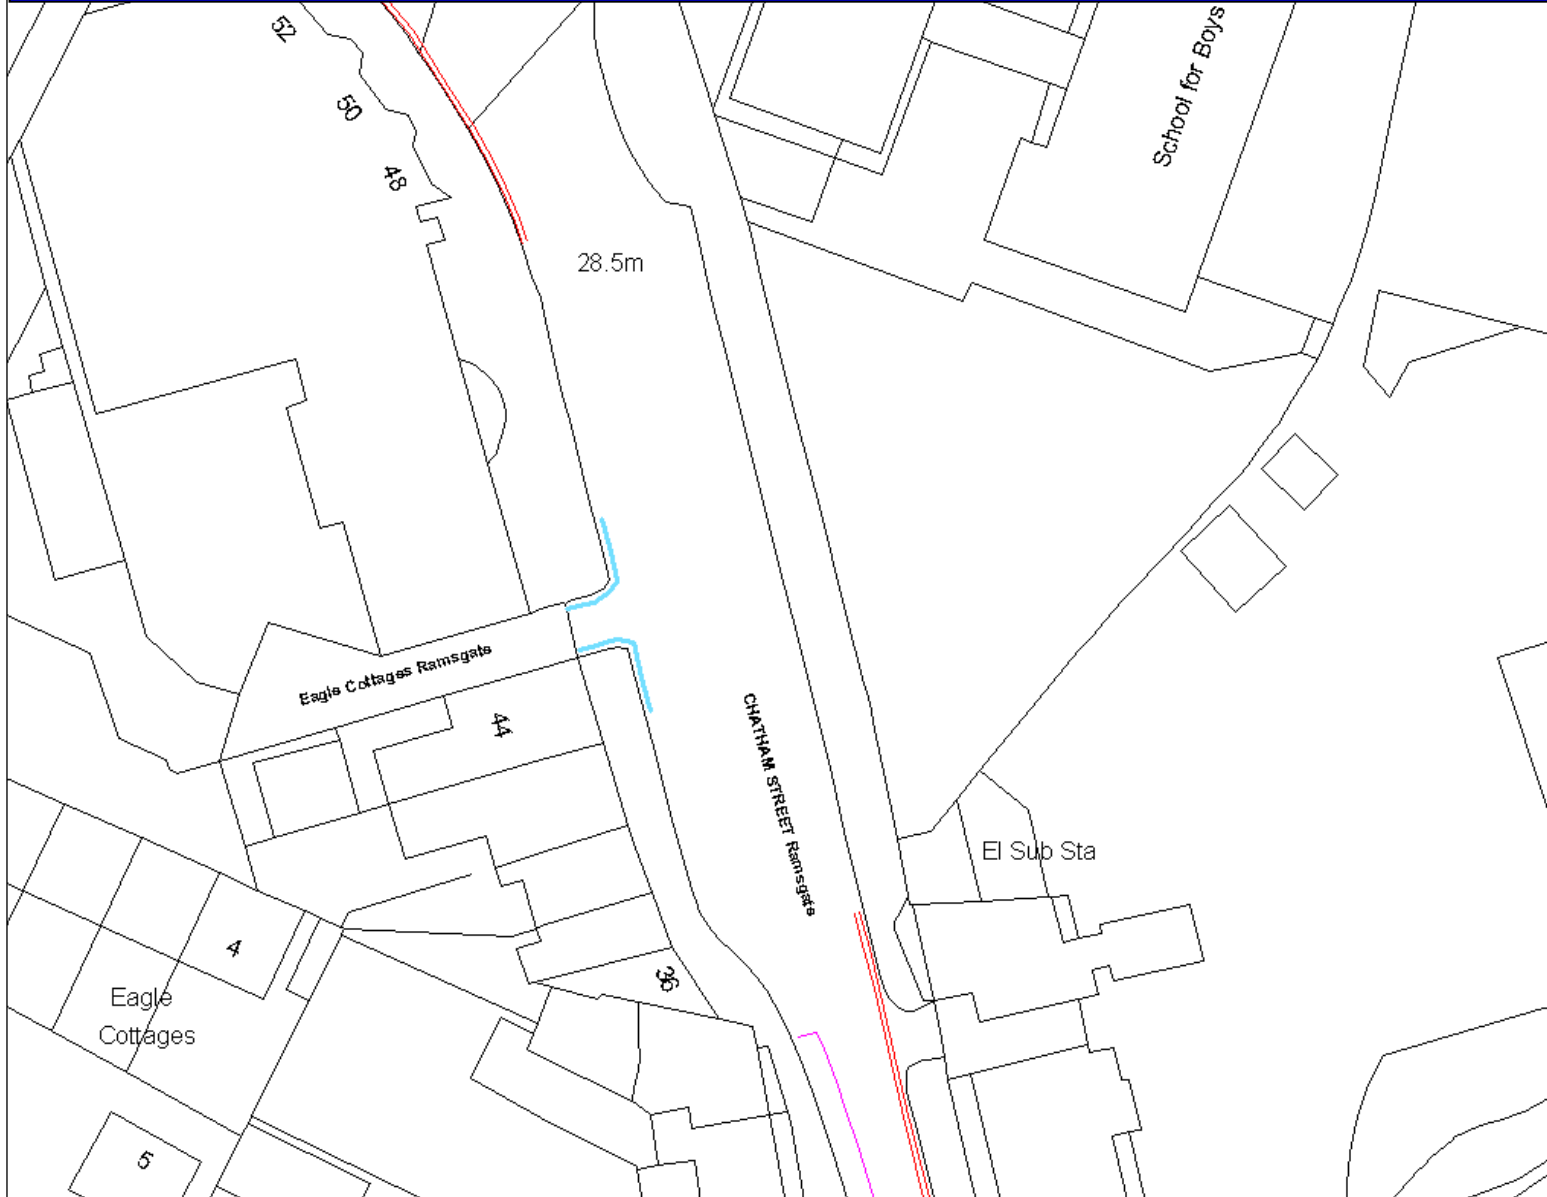 52
School for Boys
50
48
28.5m
Eagle Cottages Ramsgate
44
CHATHAM STREET Ramsgate
El Sub Sta
4
36
Eagle
Cottages
5